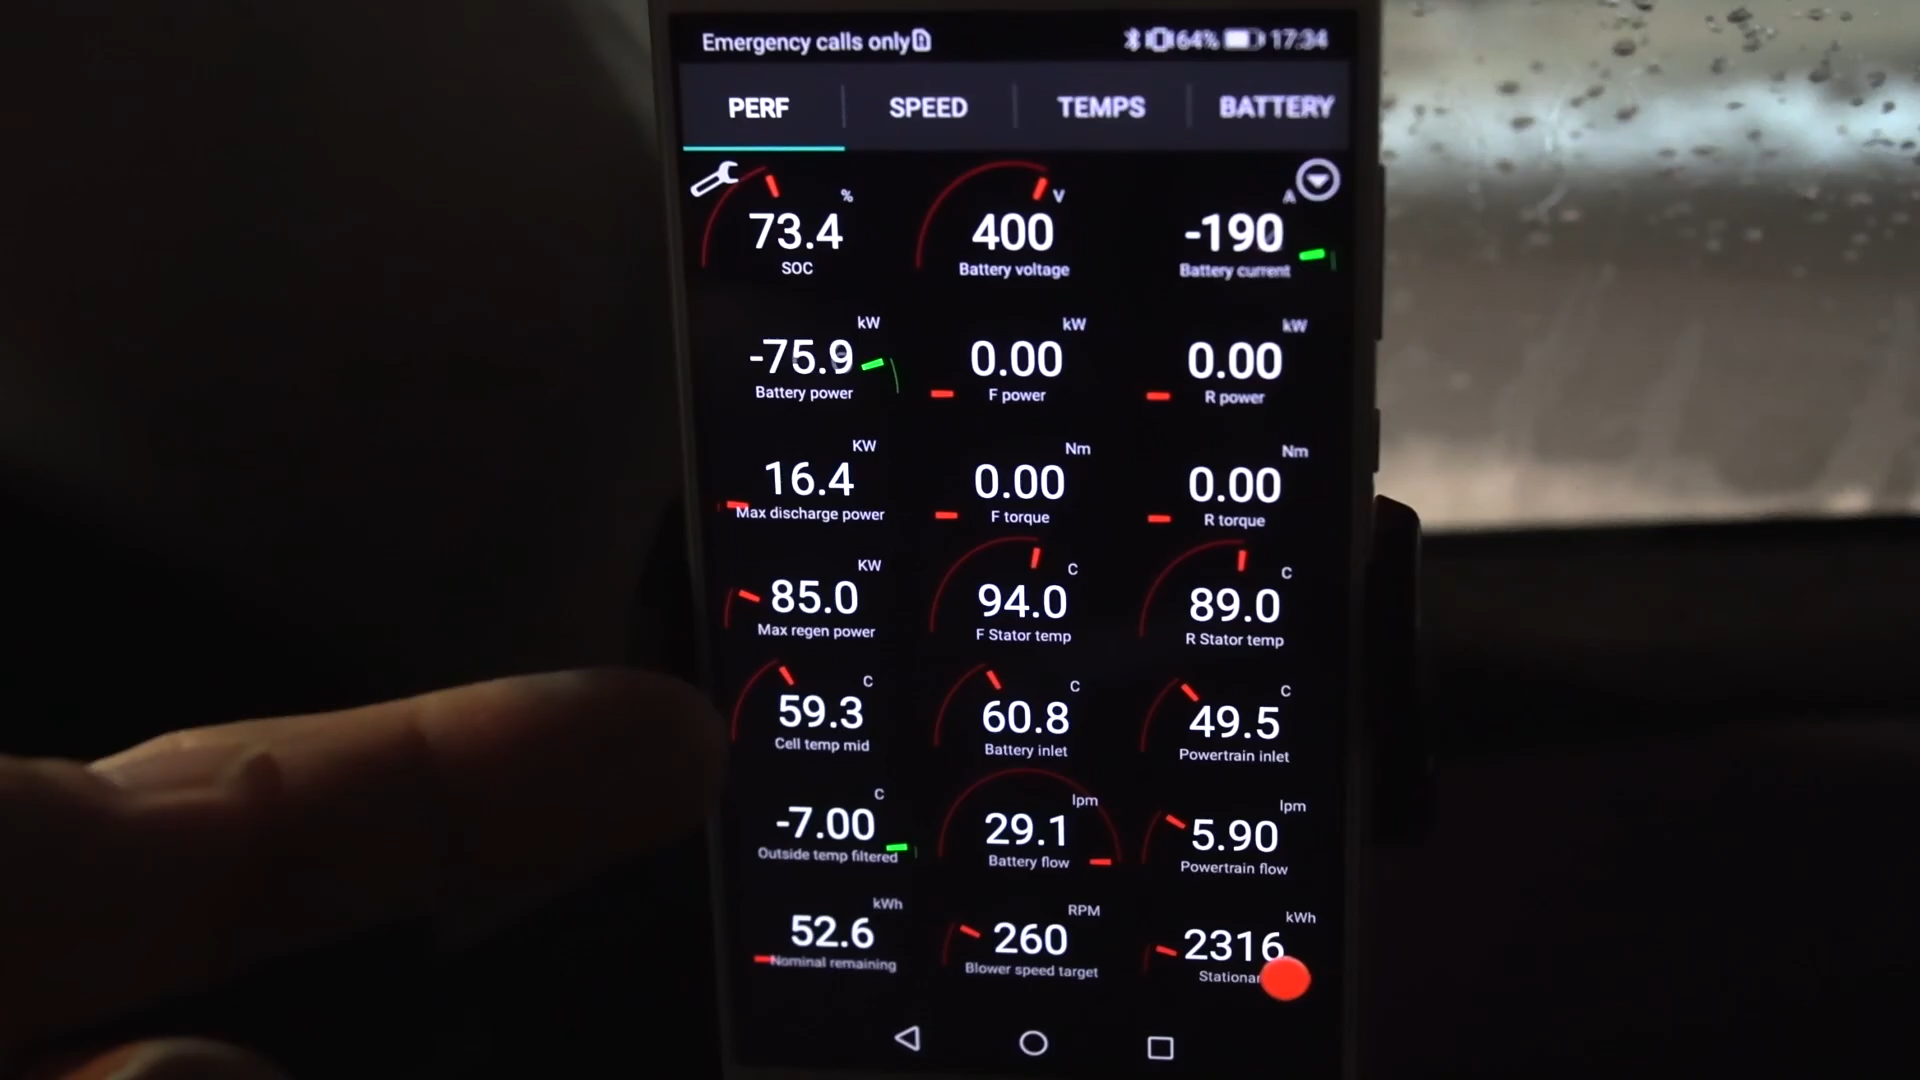 Emergency calls only 64% 17:34
PERF SPEED TEMPS BATTERY
% V A
73.4 400 -190
SOC Battery voltage Battery current
kW kW kW
-75.9 0.00 0.00
Battery power F power R power
KW Nm Nm
16.4 0.00 0.00
Max discharge power F torque R torque
KW C C
85.0 94.0 89.0
Max regen power F Stator temp R Stator temp
C C C
59.3 60.8 49.5
Cell temp mid Battery inlet Powertrain inlet
C lpm lpm
-7.00 29.1 5.90
Outside temp filtered Battery flow Powertrain flow
kWh RPM kWh
52.6 260 2316
Nominal remaining Blower speed target